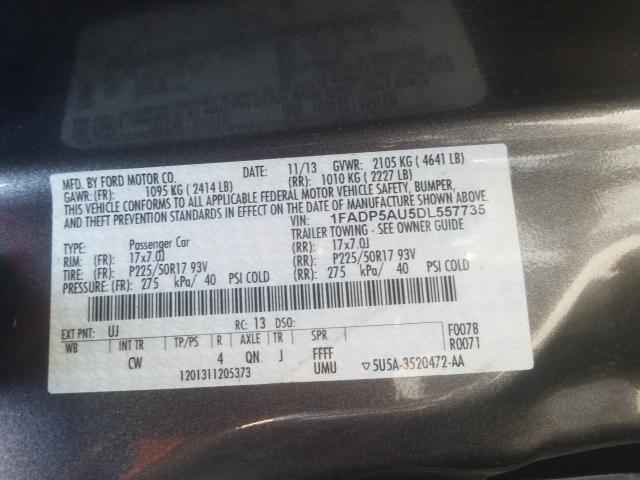 MFD. BY FORD MOTOR CO.
DATE: 11/13 GVWR: 2105 KG ( 4641 LB)
GAWR: (FR): 1095 KG ( 2414 LB) (RR): 1010 KG ( 2227 LB)
THIS VEHICLE CONFORMS TO ALL APPLICABLE FEDERAL MOTOR VEHICLE SAFETY, BUMPER,
AND THEFT PREVENTION STANDARDS IN EFFECT ON THE DATE OF MANUFACTURE SHOWN ABOVE.
VIN: 1FADP5AU5DL557735
TYPE: Passenger Car TRAILER TOWING - SEE OWNER GUIDE
RIM: (FR): 17x7.0J (RR): 17x7.0J
TIRE: (FR): P225/50R17 93V (RR): P225/50R17 93V
PRESSURE: (FR): 275 kPa/ 40 PSI COLD (RR): 275 kPa/ 40 PSI COLD
EXT PNT: UJ RC: 13 DSO: F0078
WB INT TR TP/PS R AXLE TR SPR R0071
CW 4 QN J FFFF
UMU ▽5U5A-3520472-AA
1201311205373